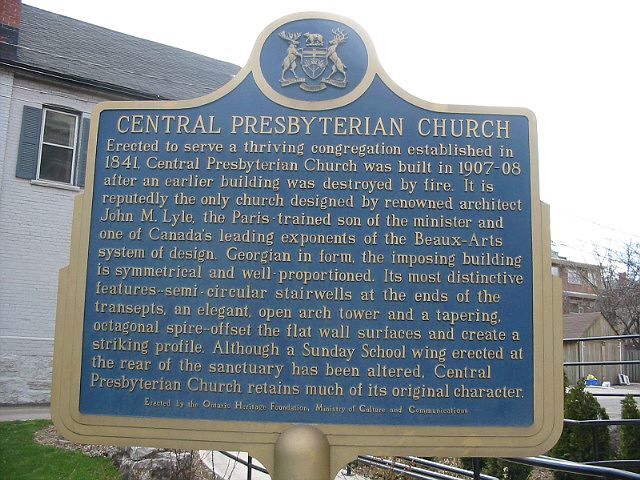 CENTRAL PRESBYTERIAN CHURCH
Erected to serve a thriving congregation established in
1841, Central Presbyterian Church was built in 1907-08
after an earlier building was destroyed by fire. It is
reputedly the only church designed by renowned architect
John M. Lyle, the Paris-trained son of the minister and
one of Canada's leading exponents of the Beaux-Arts
system of design. Georgian in form, the imposing building
is symmetrical and well-proportioned. Its most distinctive
features--semi-circular stairwells at the ends of the
transepts, an elegant, open arch tower and a tapering,
octagonal spire--offset the flat wall surfaces and create a
striking profile. Although a Sunday School wing erected at
the rear of the sanctuary has been altered, Central
Presbyterian Church retains much of its original character.
Erected by the Ontario Heritage Foundation, Ministry of Culture and Communications